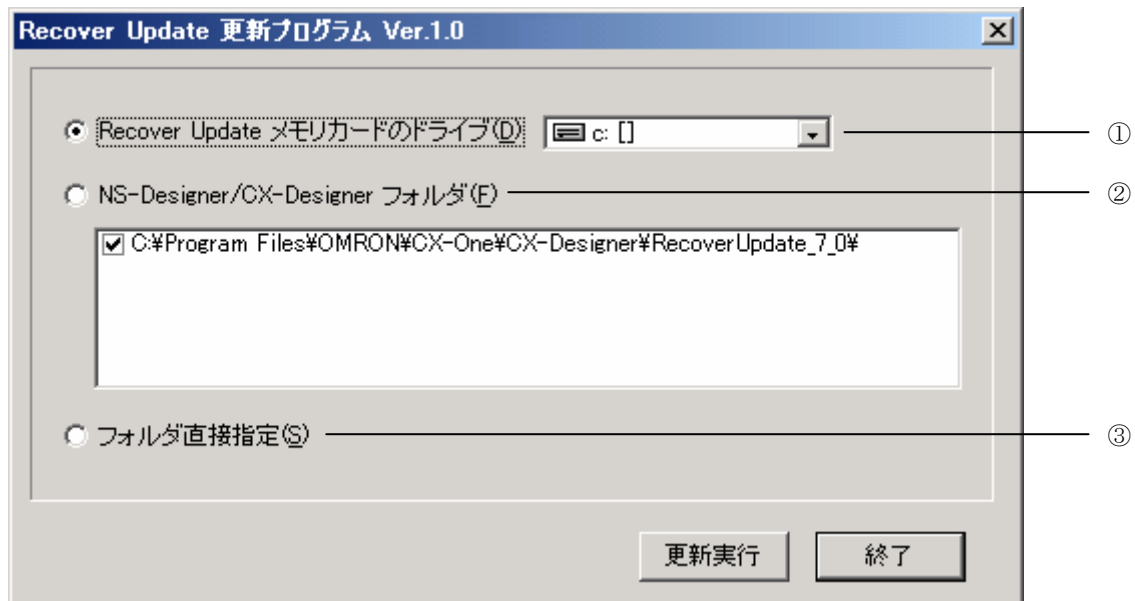 Recover Update 更新プログラム Ver.1.0
Recover Update メモリカードのドライブ(D) c: [] ①
NS-Designer/CX-Designer フォルダ(F) ②
C:¥Program Files¥OMRON¥CX-One¥CX-Designer¥RecoverUpdate_7_0¥
フォルダ直接指定(S) ③
更新実行 終了